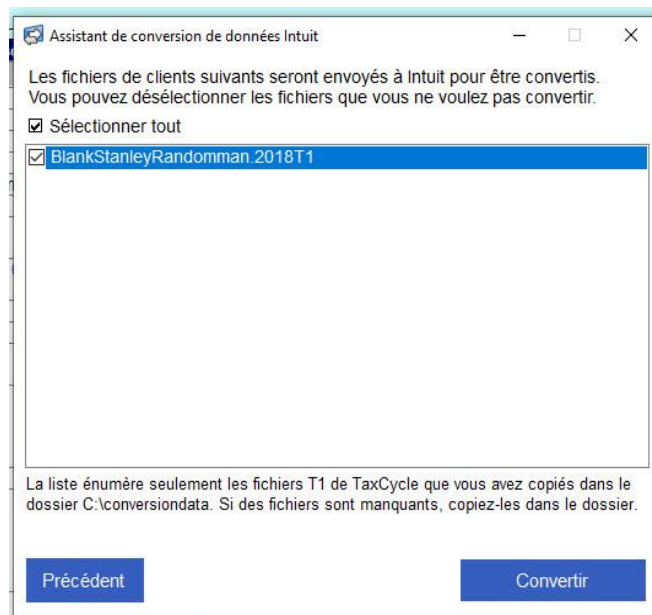 Assistant de conversion de données Intuit
Les fichiers de clients suivants seront envoyés à Intuit pour être convertis.
Vous pouvez désélectionner les fichiers que vous ne voulez pas convertir.
Sélectionner tout
BlankStanleyRandomman.2018T1
La liste énumère seulement les fichiers T1 de TaxCycle que vous avez copiés dans le
dossier C:\conversiondata. Si des fichiers sont manquants, copiez-les dans le dossier.
Précédent
Convertir